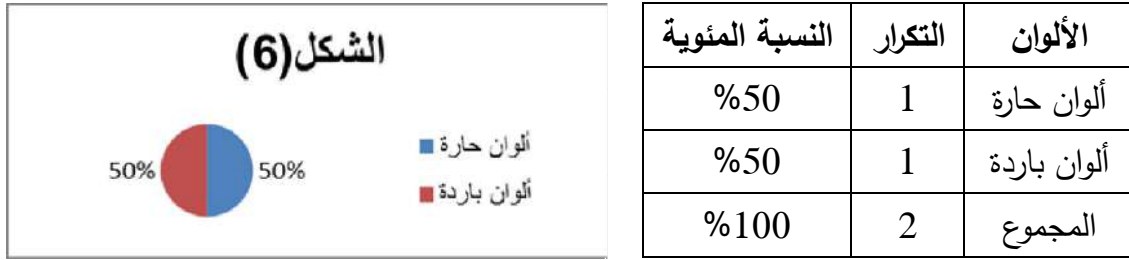 الألوان التكرار النسبة المئوية
ألوان حارة 1 %50
ألوان باردة 1 %50
المجموع 2 %100
الشكل(6)
ألوان حارة
ألوان باردة
50% 50%